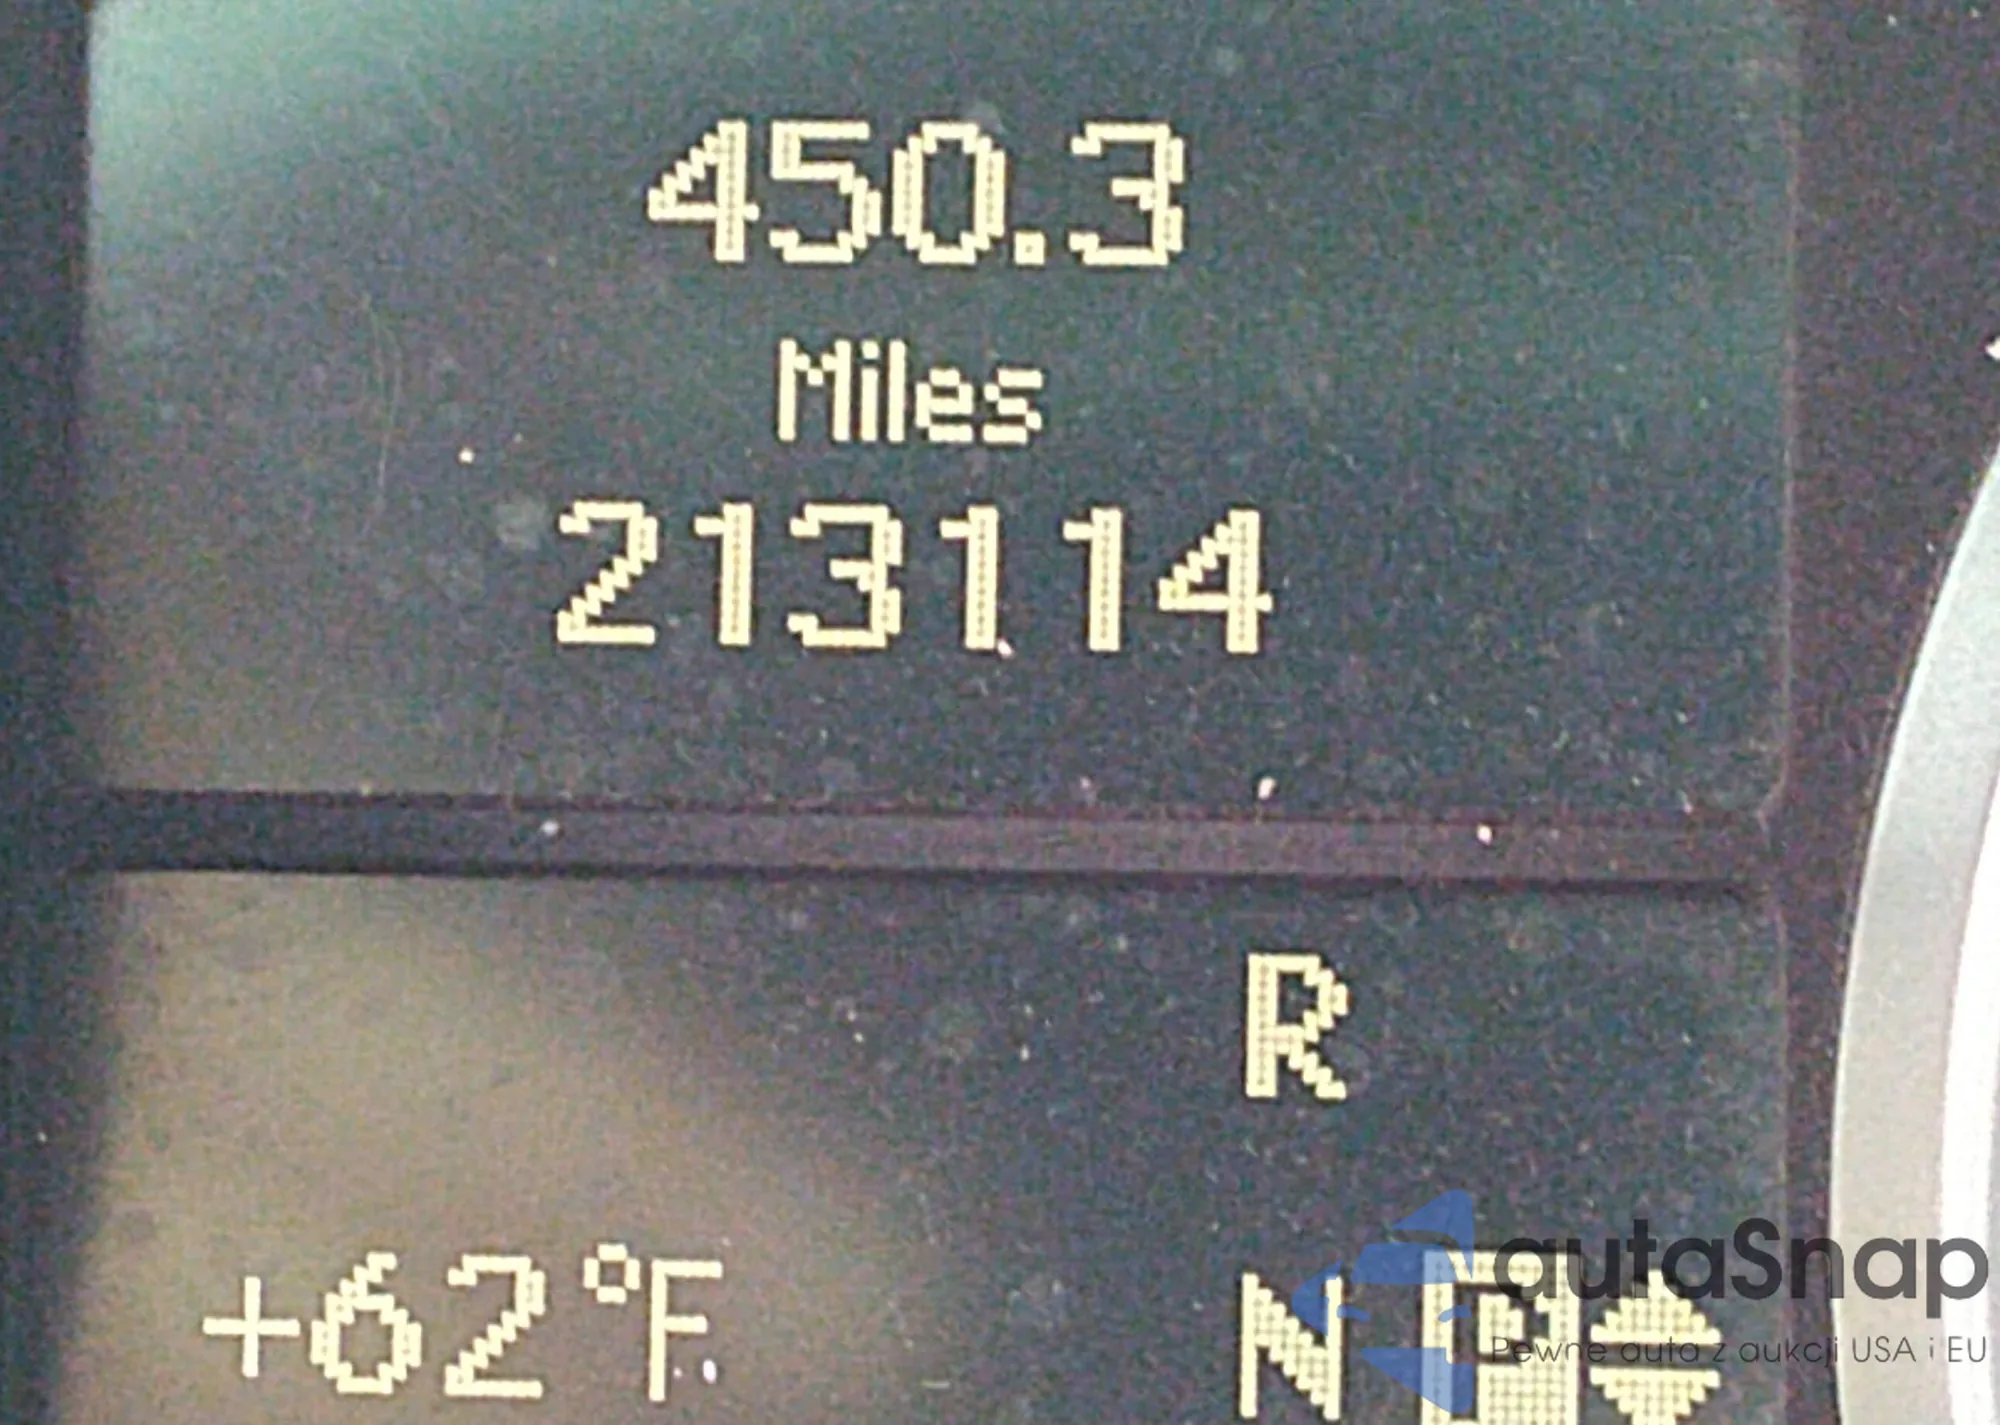 450.3
Miles
213114
R
+62°F
N P
autaSnap
Pewne auta z aukcji USA i EU